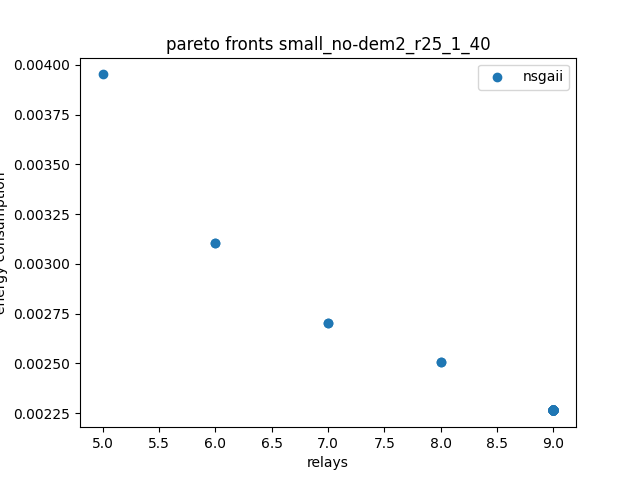 pareto fronts small_no-dem2_r25_1_40
nsgaii
0.00400
0.00375
0.00350
0.00325
0.00300
0.00275
0.00250
0.00225
energy consumption
5.0 5.5 6.0 6.5 7.0 7.5 8.0 8.5 9.0
relays